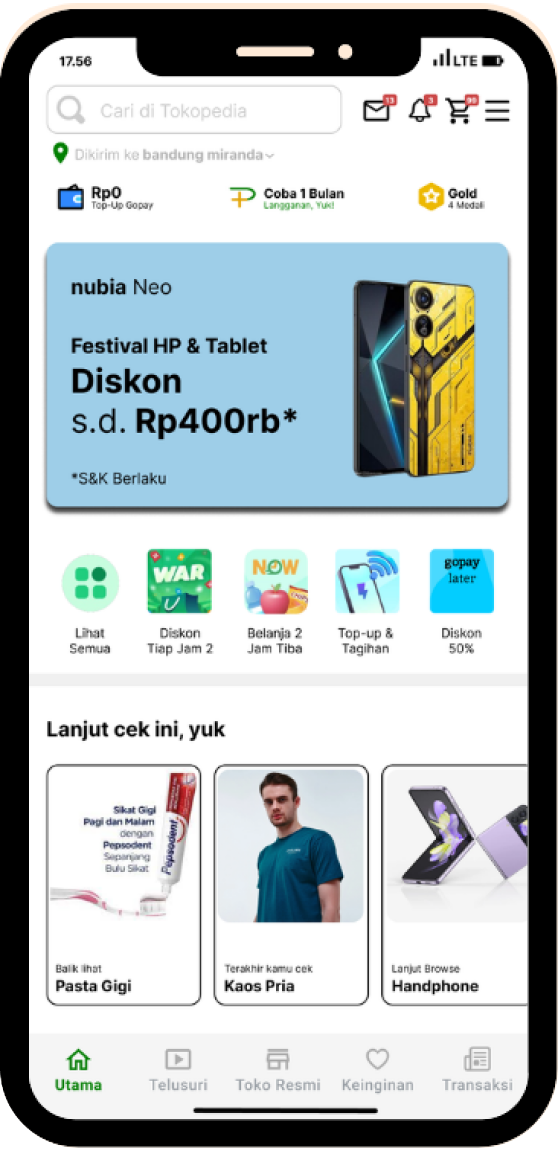 17.56
LTE
Cari di Tokopedia
13
3
99
Dikirim ke bandung miranda
Rp0
Top-Up Gopay
Coba 1 Bulan
Langganan, Yuk!
Gold
4 Medali
nubia Neo
Festival HP & Tablet
Diskon
s.d. Rp400rb*
*S&K Berlaku
WAR
NOW
gopay
later
Lihat
Semua
Diskon
Tiap Jam 2
Belanja 2
Jam Tiba
Top-up &
Tagihan
Diskon
50%
Lanjut cek ini, yuk
Sikat Gigi
Pagi dan Malam
dengan
Pepsodent
Sepanjang
Bulu Sikat
Pepsodent
Balik lihat
Pasta Gigi
Terakhir kamu cek
Kaos Pria
Lanjut Browse
Handphone
Utama
Telusuri
Toko Resmi
Keinginan
Transaksi